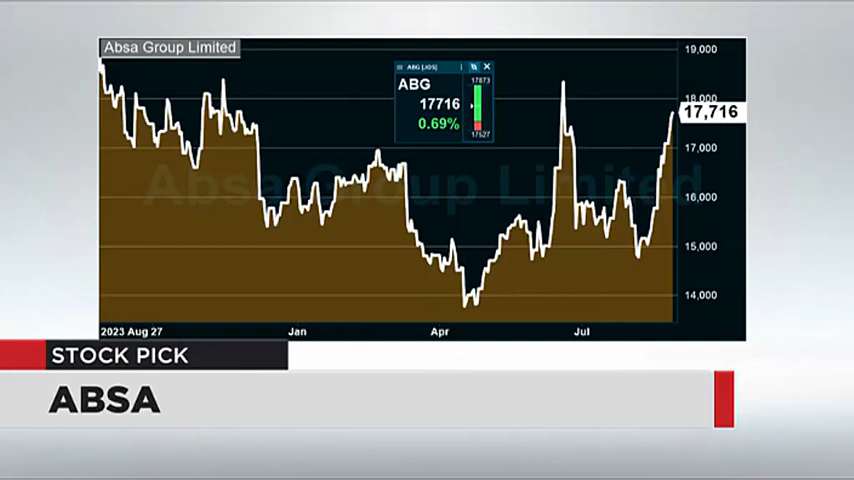 Absa Group Limited
19,000
ABG [JOS]
ABG
17716
0.69%
17873
17527
18,000
17,716
17,000
Absa Group Limited
16,000
15,000
14,000
2023 Aug 27
Jan
Apr
Jul
STOCK PICK
ABSA